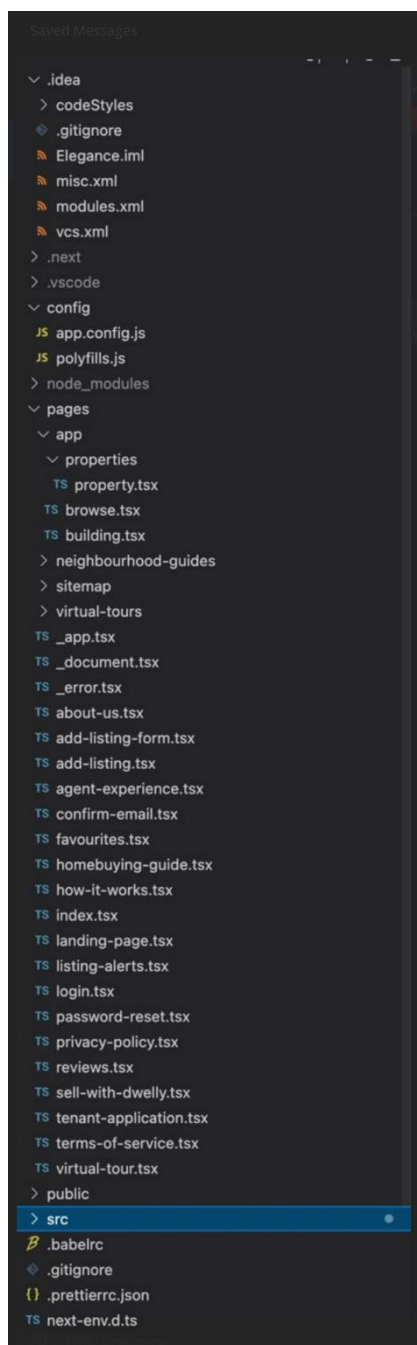 Saved Messages
.idea
codeStyles
.gitignore
Elegance.iml
misc.xml
modules.xml
vcs.xml
.next
.vscode
config
JS app.config.js
JS polyfills.js
node_modules
pages
app
properties
TS property.tsx
TS browse.tsx
TS building.tsx
neighbourhood-guides
sitemap
virtual-tours
TS _app.tsx
TS _document.tsx
TS _error.tsx
TS about-us.tsx
TS add-listing-form.tsx
TS add-listing.tsx
TS agent-experience.tsx
TS confirm-email.tsx
TS favourites.tsx
TS homebuying-guide.tsx
TS how-it-works.tsx
TS index.tsx
TS landing-page.tsx
TS listing-alerts.tsx
TS login.tsx
TS password-reset.tsx
TS privacy-policy.tsx
TS reviews.tsx
TS sell-with-dwelly.tsx
TS tenant-application.tsx
TS terms-of-service.tsx
TS virtual-tour.tsx
public
src
B .babelrc
.gitignore
{} .prettierrc.json
TS next-env.d.ts